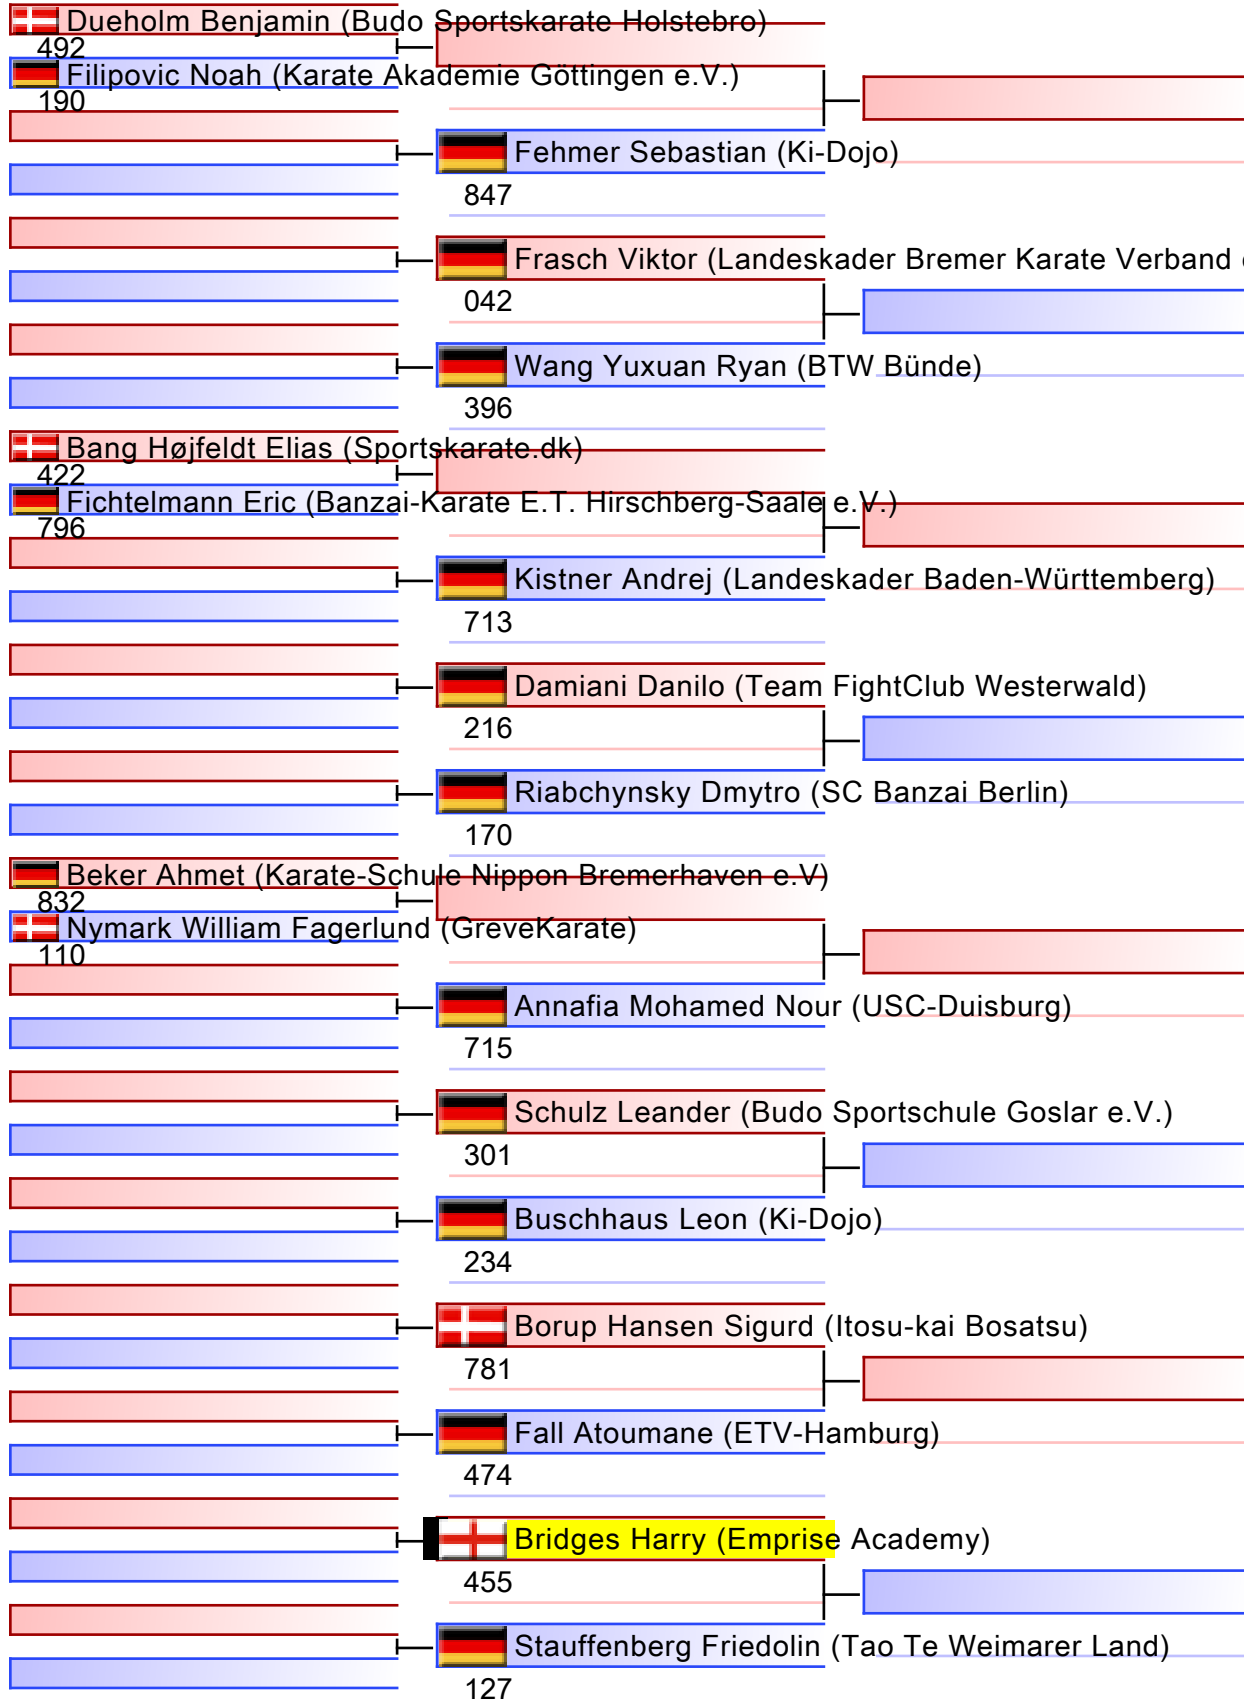 Dueholm Benjamin (Budo Sportskarate Holstebro)
492
Filipovic Noah (Karate Akademie Göttingen e.V.)
190
Fehmer Sebastian (Ki-Dojo)
847
Frasch Viktor (Landeskader Bremer Karate Verband
042
Wang Yuxuan Ryan (BTW Bünde)
396
Bang Højfeldt Elias (Sportskarate.dk)
422
Fichtelmann Eric (Banzai-Karate E.T. Hirschberg-Saale e.V.)
796
Kistner Andrej (Landeskader Baden-Württemberg)
713
Damiani Danilo (Team FightClub Westerwald)
216
Riabchynsky Dmytro (SC Banzai Berlin)
170
Beker Ahmet (Karate-Schule Nippon Bremerhaven e.V)
832
Nymark William Fagerlund (GreveKarate)
110
Annafia Mohamed Nour (USC-Duisburg)
715
Schulz Leander (Budo Sportschule Goslar e.V.)
301
Buschhaus Leon (Ki-Dojo)
234
Borup Hansen Sigurd (Itosu-kai Bosatsu)
781
Fall Atoumane (ETV-Hamburg)
474
Bridges Harry (Emprise Academy)
455
Stauffenberg Friedolin (Tao Te Weimarer Land)
127